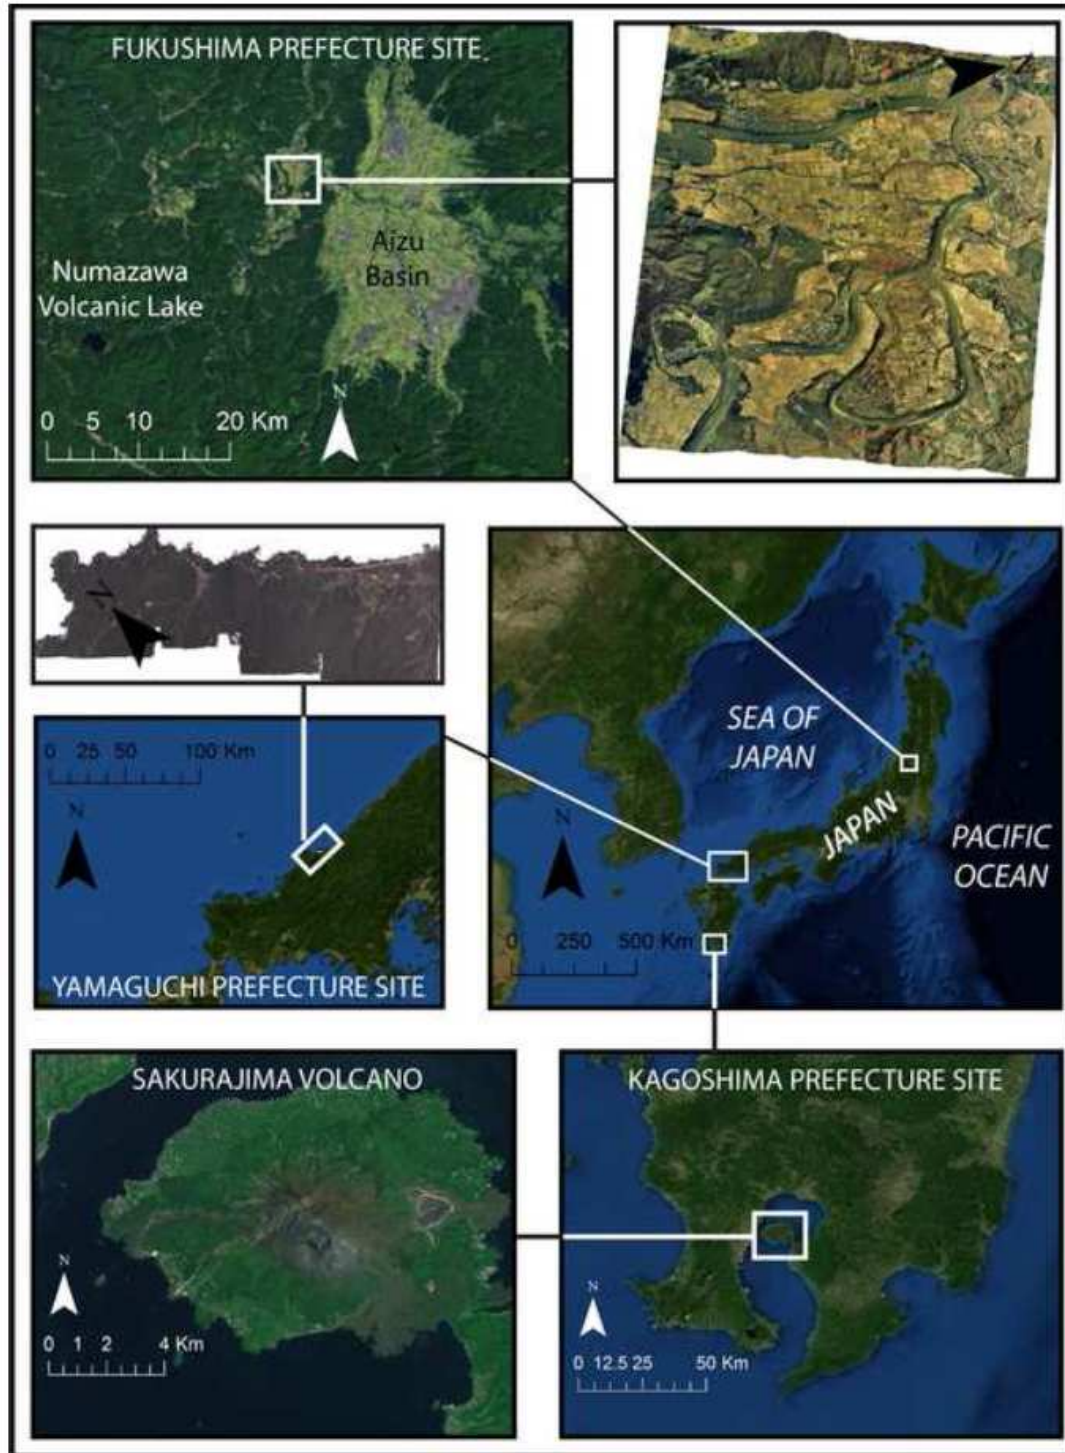 FUKUSHIMA PREFECTURE SITE
Aizu
Basin
Numazawa
Volcanic Lake
N
0 5 10 20 Km
N
N
0 25 50 100 Km
N
YAMAGUCHI PREFECTURE SITE
SEA OF
JAPAN
JAPAN
PACIFIC
OCEAN
N
0 250 500 Km
SAKURAJIMA VOLCANO
N
0 1 2 4 Km
KAGOSHIMA PREFECTURE SITE
N
0 12.5 25 50 Km